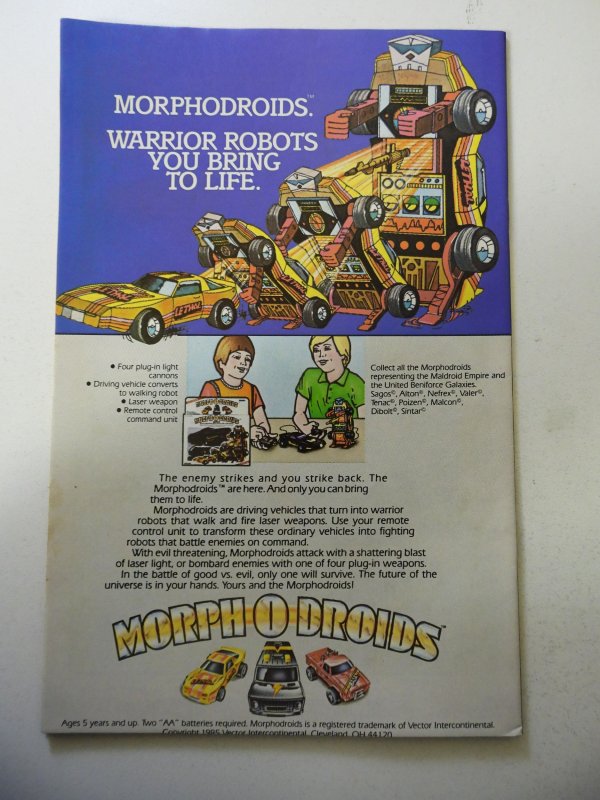 MORPHODROIDS.™
WARRIOR ROBOTS
YOU BRING
TO LIFE.
LETHAL
LETHAL
• Four plug-in light
cannons
• Driving vehicle converts
to walking robot
• Laser weapon
• Remote control
command unit
Collect all the Morphodroids
representing the Maldroid Empire and
the United Beniforce Galaxies.
Sagos©, Alton©, Nefrex©, Valer©,
Tenac©, Poizen©, Malcon©,
Dibolt©, Sintar©
The enemy strikes and you strike back. The
Morphodroids™ are here. And only you can bring
them to life.
Morphodroids are driving vehicles that turn into warrior
robots that walk and fire laser weapons. Use your remote
control unit to transform these ordinary vehicles into fighting
robots that battle enemies on command.
With evil threatening, Morphodroids attack with a shattering blast
of laser light, or bombard enemies with one of four plug-in weapons.
In the battle of good vs. evil, only one will survive. The future of the
universe is in your hands. Yours and the Morphodroids!
MORPH-O-DROIDS™
Ages 5 years and up. Two "AA" batteries required. Morphodroids is a registered trademark of Vector Intercontinental.
Copyright 1985 Vector Intercontinental, Cleveland, OH 44120